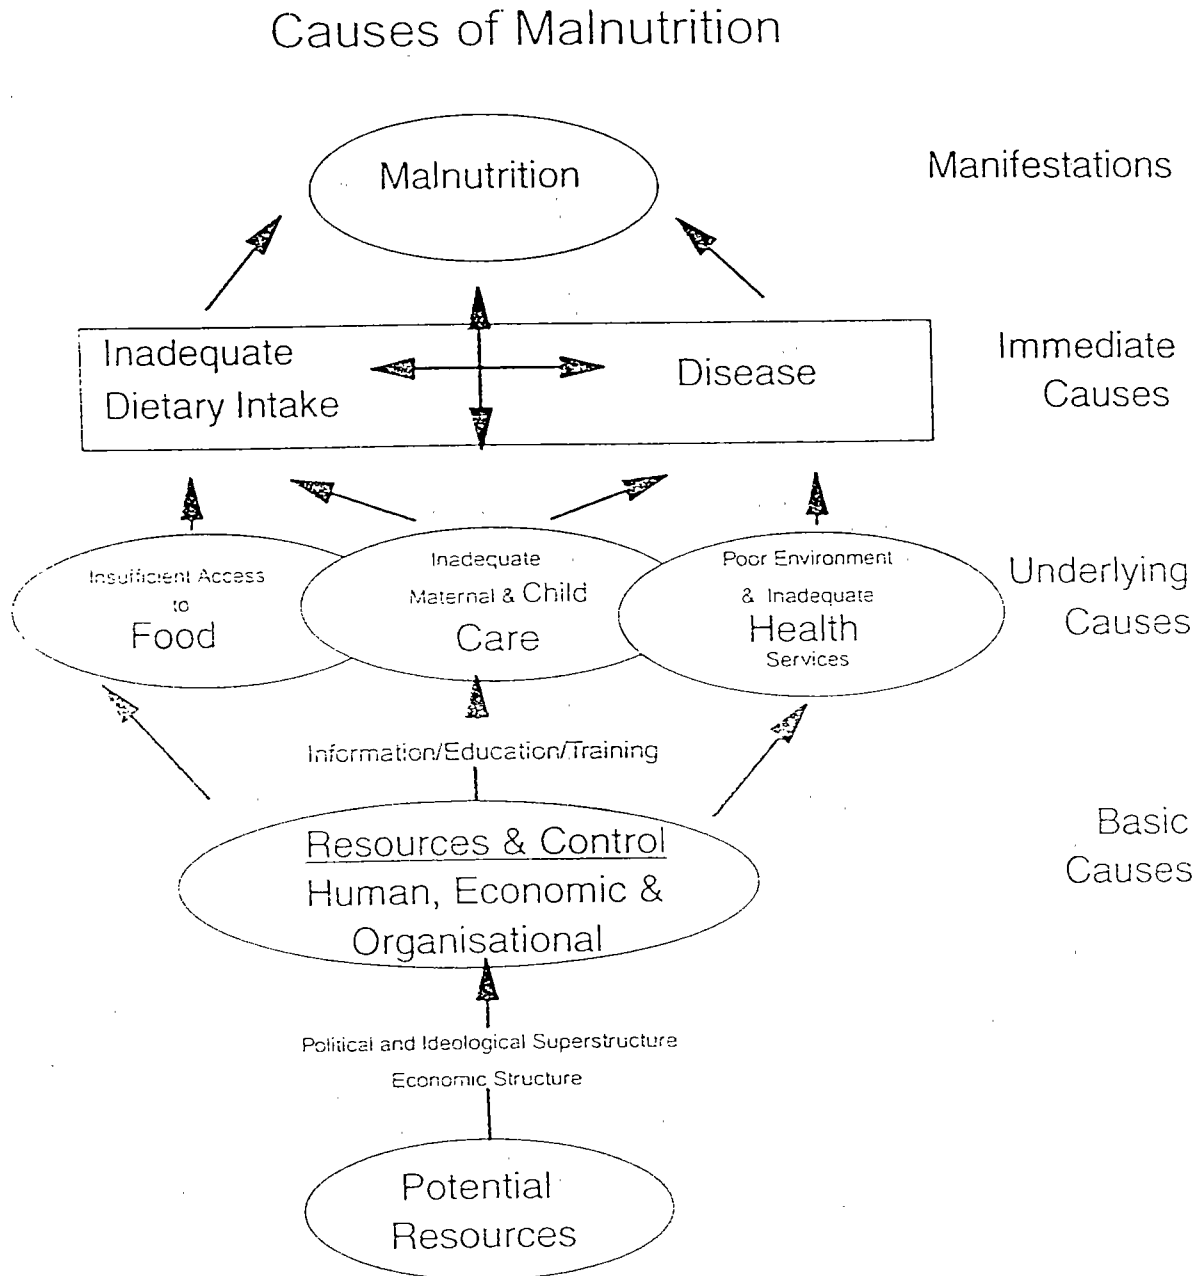 Causes of Malnutrition
Malnutrition
Manifestations
Inadequate
Dietary Intake
Disease
Immediate
Causes
Insufficient Access
to
Food
Inadequate
Maternal & Child
Care
Poor Environment
& Inadequate
Health
Services
Underlying
Causes
Information/Education/Training
Resources & Control
Human, Economic &
Organisational
Basic
Causes
Political and Ideological Superstructure
Economic Structure
Potential
Resources